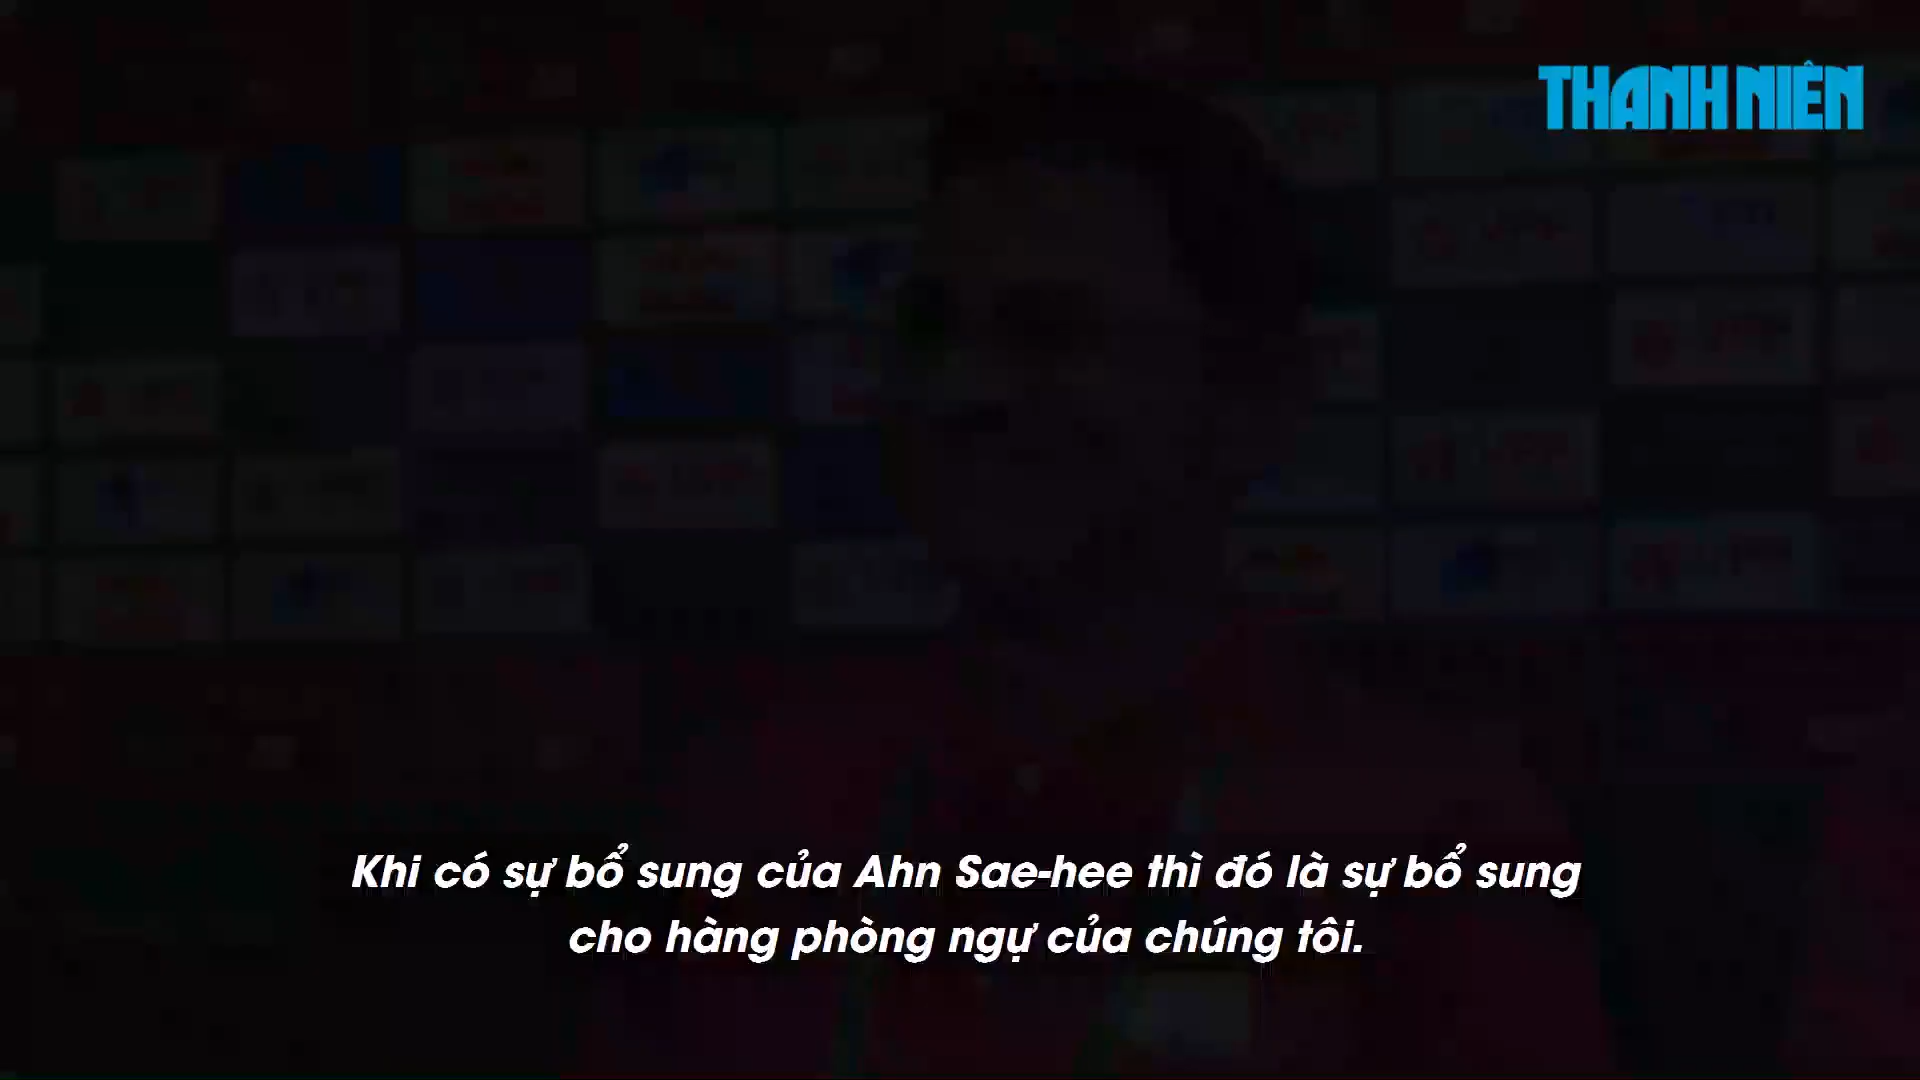 THANH NIÊN
Khi có sự bổ sung của Ahn Sae-hee thì đó là sự bổ sung
cho hàng phòng ngự của chúng tôi.